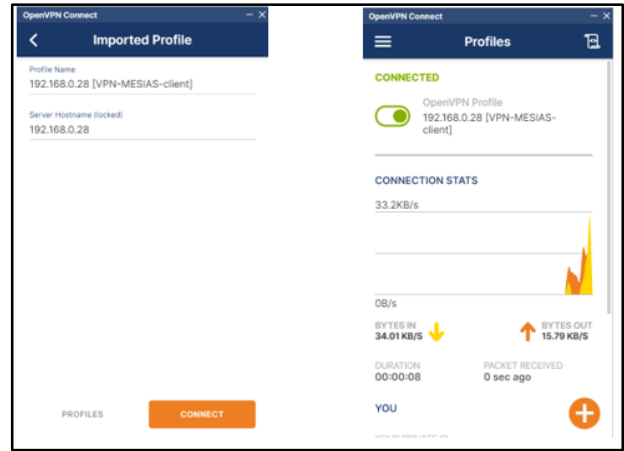 OpenVPN Connect
Imported Profile
Profile Name
192.168.0.28 [VPN-MESIAS-client]
Server Hostname (locked)
192.168.0.28
PROFILES
CONNECT
OpenVPN Connect
Profiles
CONNECTED
OpenVPN Profile
192.168.0.28 [VPN-MESIAS-
client]
CONNECTION STATS
33.2KB/s
0B/s
BYTES IN
34.01 KB/S
BYTES OUT
15.79 KB/S
DURATION
00:00:08
PACKET RECEIVED
0 sec ago
YOU
YOUR PRIVATE IP